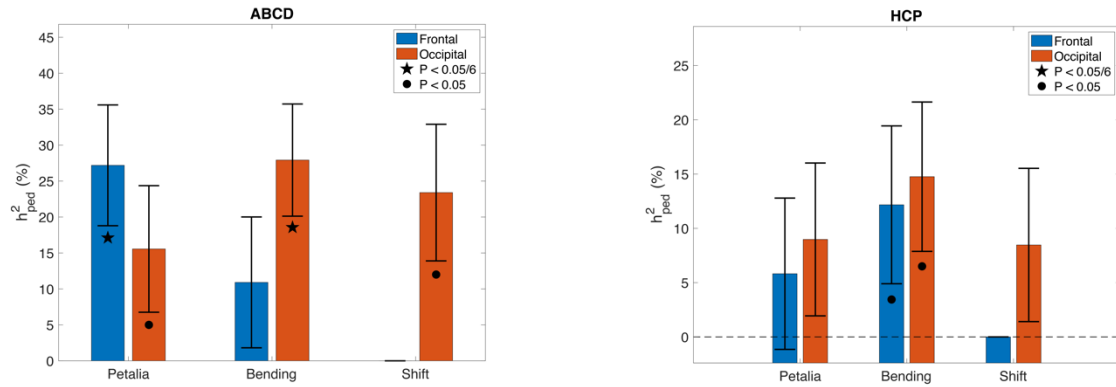 ABCD
45
40
35
30
25
20
15
10
5
0
h²ped (%)
Frontal
Occipital
P < 0.05/6
P < 0.05
Petalia Bending Shift
HCP
25
20
15
10
5
0
h²ped (%)
Frontal
Occipital
P < 0.05/6
P < 0.05
Petalia Bending Shift